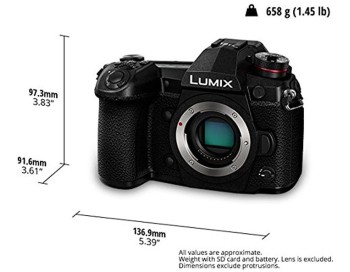 658 g (1.45 lb)
97.3mm
3.83”
LUMIX
91.6mm
3.61”
136.9mm
5.39”
All values are approximate.
Weight with SD card and battery. Lens is excluded.
Dimensions exclude protrusions.